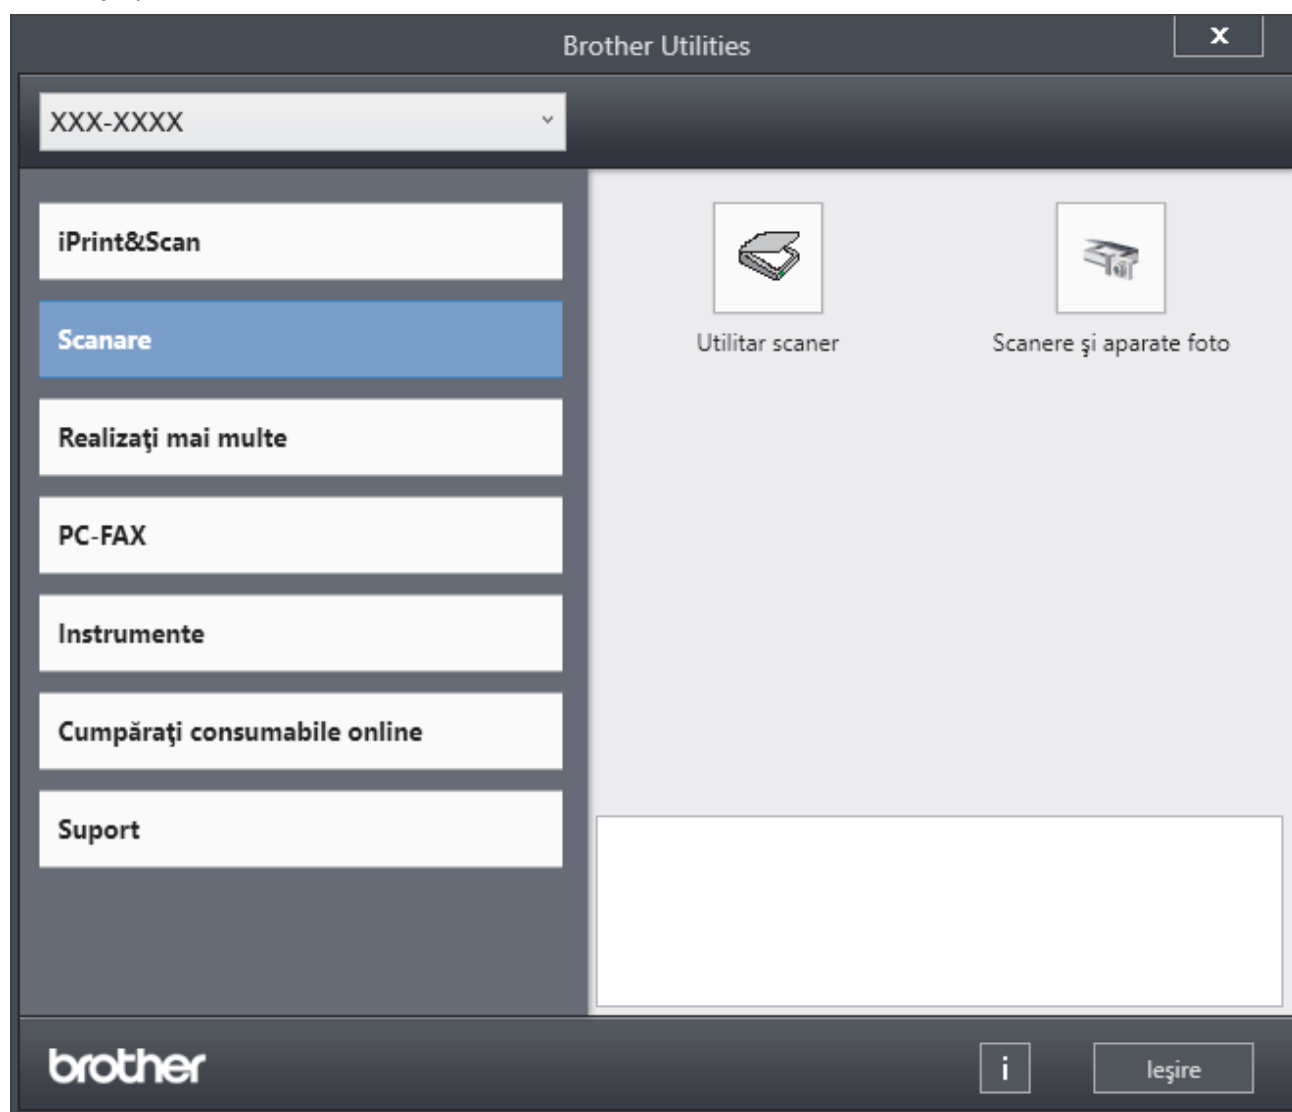 Brother Utilities
x
XXX-XXXX
iPrint&Scan
Scanare
Realizaţi mai multe
PC-FAX
Instrumente
Cumpăraţi consumabile online
Suport
Utilitar scaner
Scanere şi aparate foto
brother
i
Ieşire